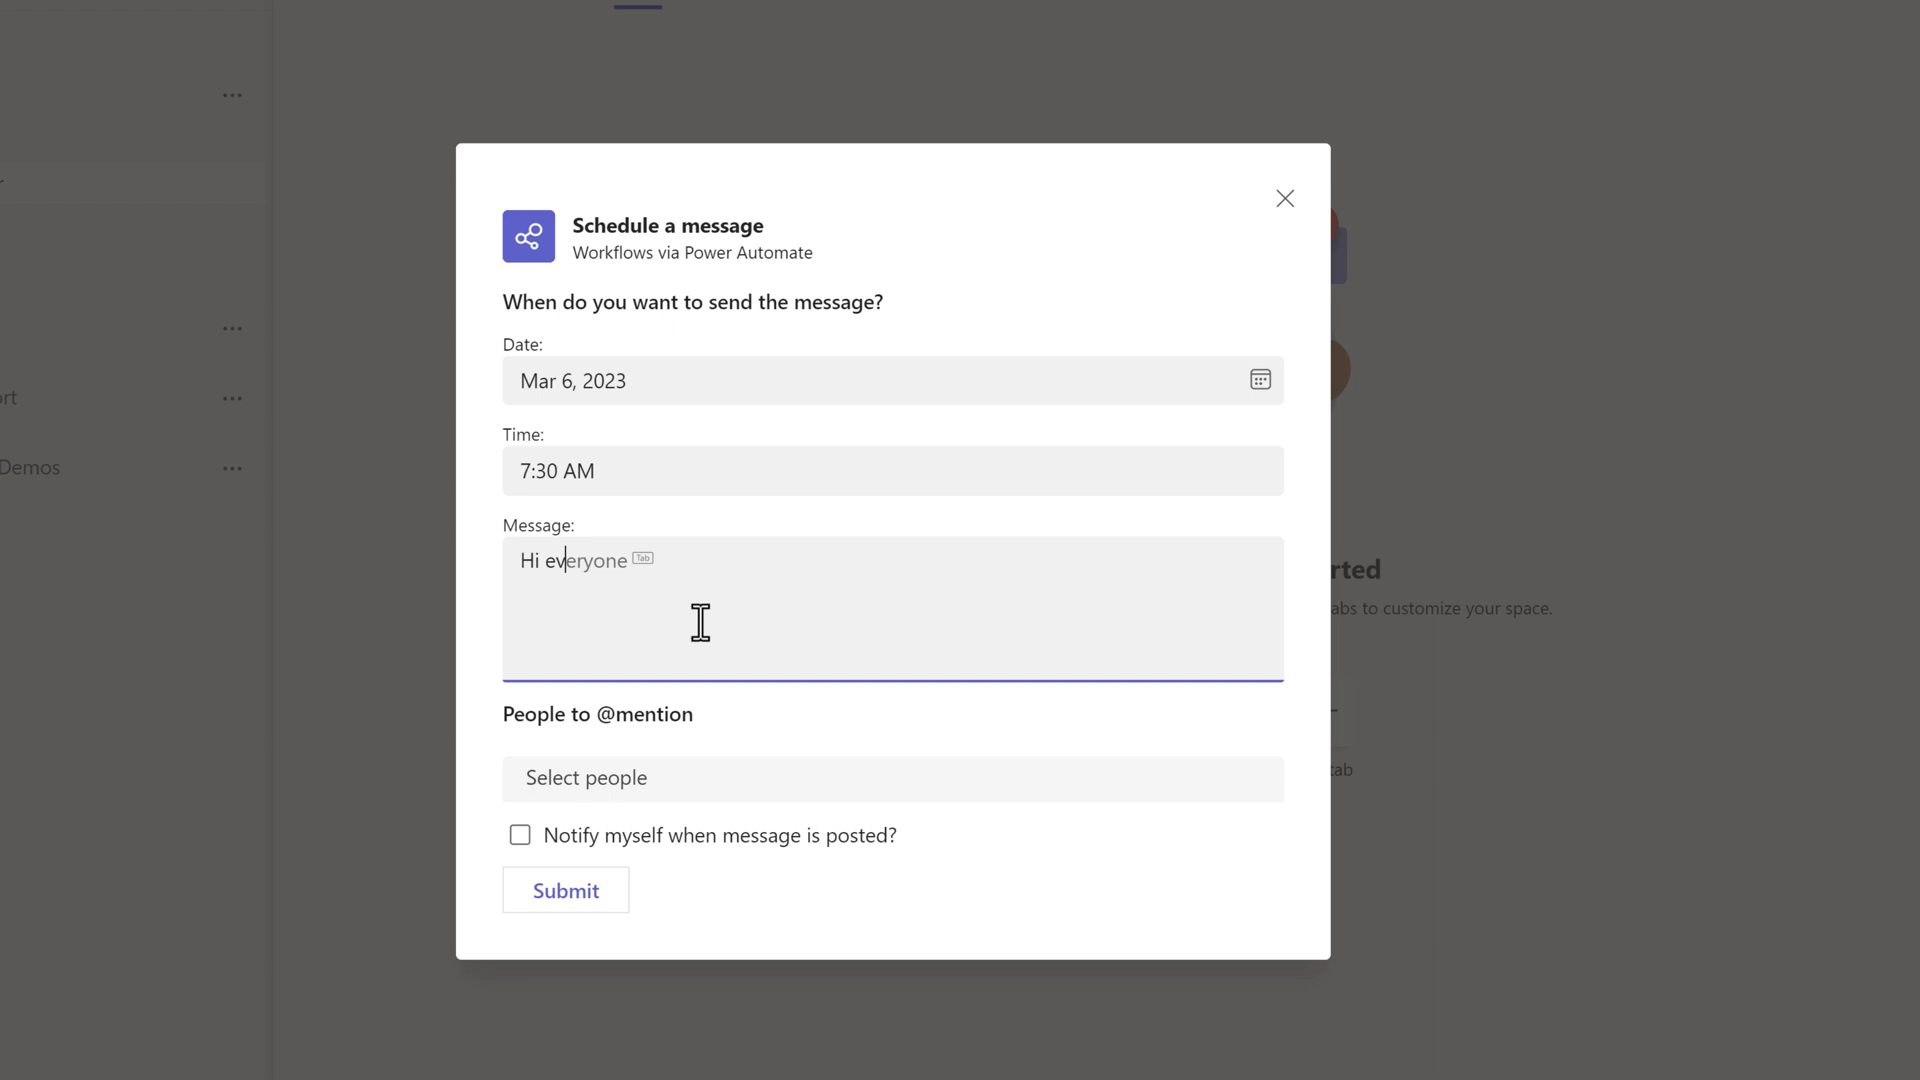 Schedule a message
Workflows via Power Automate
When do you want to send the message?
Date:
Mar 6, 2023
Time:
7:30 AM
Message:
Hi everyone Tab
People to @mention
Select people
Notify myself when message is posted?
Submit
r
ort
Demos
rted
abs to customize your space.
tab